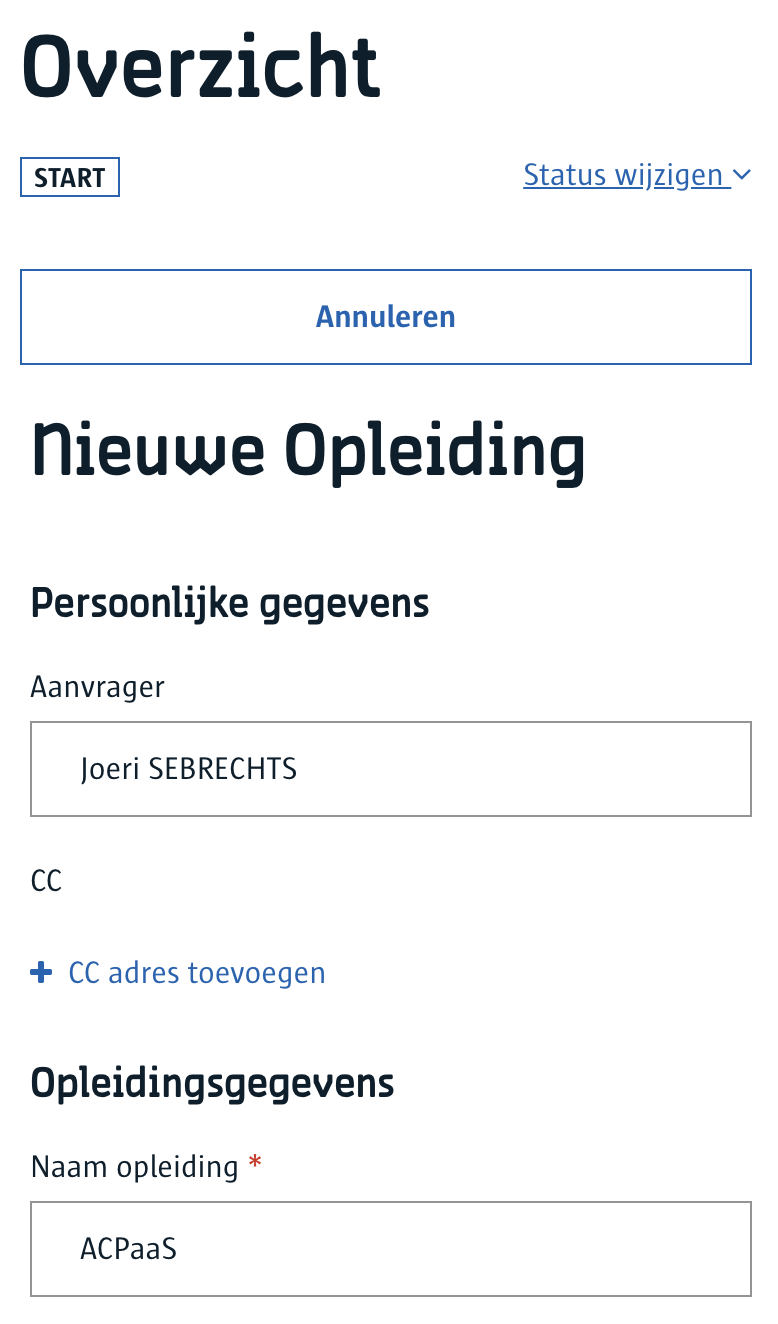 Overzicht
START
Status wijzigen
Annuleren
Nieuwe Opleiding
Persoonlijke gegevens
Aanvrager
Joeri SEBRECHTS
CC
CC adres toevoegen
Opleidingsgegevens
Naam opleiding *
ACPaaS